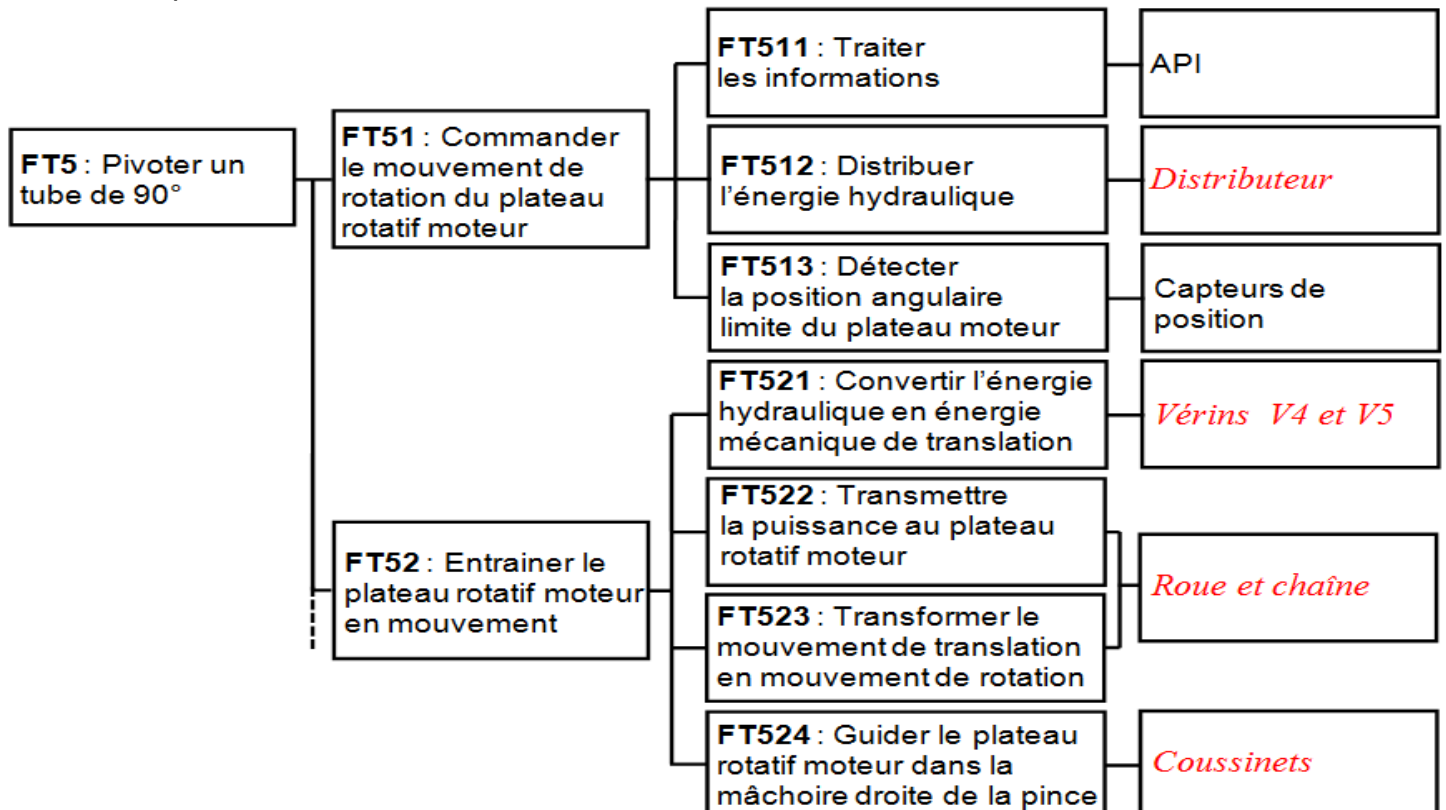 FT5 : Pivoter un
tube de 90°
FT51 : Commander
le mouvement de
rotation du plateau
rotatif moteur
FT511 : Traiter
les informations
API
FT512 : Distribuer
l'énergie hydraulique
Distributeur
FT513 : Détecter
la position angulaire
limite du plateau moteur
Capteurs de
position
FT52 : Entrainer le
plateau rotatif moteur
en mouvement
FT521 : Convertir l'énergie
hydraulique en énergie
mécanique de translation
Vérins V4 et V5
FT522 : Transmettre
la puissance au plateau
rotatif moteur
FT523 : Transformer le
mouvement de translation
en mouvement de rotation
Roue et chaîne
FT524 : Guider le plateau
rotatif moteur dans la
mâchoire droite de la pince
Coussinets